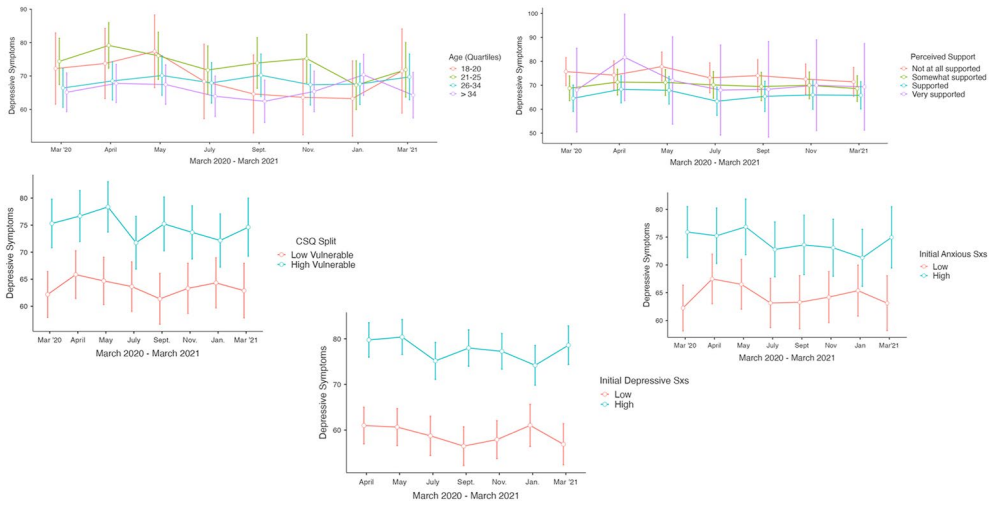 90
80
70
60
Depressive Symptoms
Mar '20
April
May
July
Sept.
Nov.
Jan.
Mar '21
March 2020 - March 2021
Age (Quartiles)
18-20
21-25
26-34
> 34
100
90
80
70
60
50
Depressive Symptoms
Mar '20
April
May
July
Sept.
Nov
Jan
Mar'21
March 2020 - March 2021
Perceived Support
Not at all supported
Somewhat supported
Supported
Very supported
80
75
70
65
60
Depressive Symptoms
Mar '20
April
May
July
Sept.
Nov.
Jan.
Mar '21
March 2020 - March 2021
CSQ Split
Low Vulnerable
High Vulnerable
80
75
70
65
60
Depressive Symptoms
Mar '20
April
May
July
Sept
Nov
Jan
Mar'21
March 2020 - March 2021
Initial Anxious Sxs
Low
High
80
70
60
Depressive Symptoms
April
May
July
Sept.
Nov.
Jan.
Mar '21
March 2020 - March 2021
Initial Depressive Sxs
Low
High